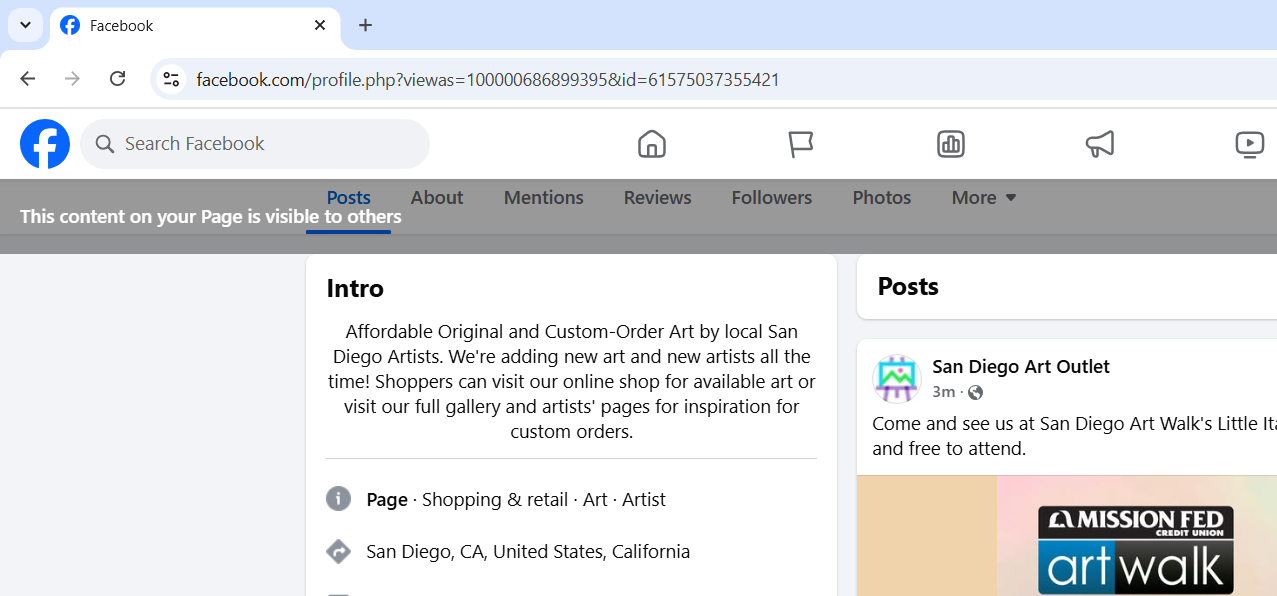 Facebook
facebook.com/profile.php?viewas=100000686899395&id=61575037355421
Search Facebook
Posts About Mentions Reviews Followers Photos More
This content on your Page is visible to others
Intro
Affordable Original and Custom-Order Art by local San
Diego Artists. We're adding new art and new artists all the
time! Shoppers can visit our online shop for available art or
visit our full gallery and artists' pages for inspiration for
custom orders.
Page · Shopping & retail · Art · Artist
San Diego, CA, United States, California
Posts
San Diego Art Outlet
3m ·
Come and see us at San Diego Art Walk's Little
and free to attend.
MISSION FED
CREDIT UNION
art walk